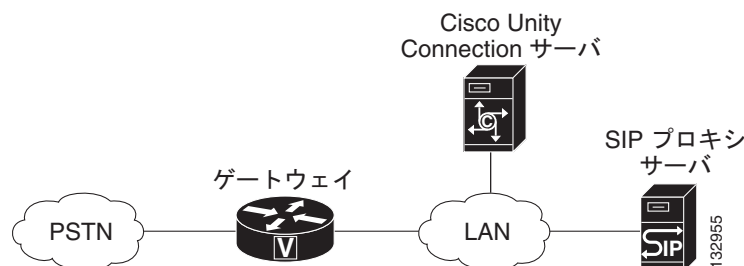 Cisco Unity
Connection サーバ
SIP プロキシ
サーバ
ゲートウェイ
PSTN
V
LAN
C
SIP
132955